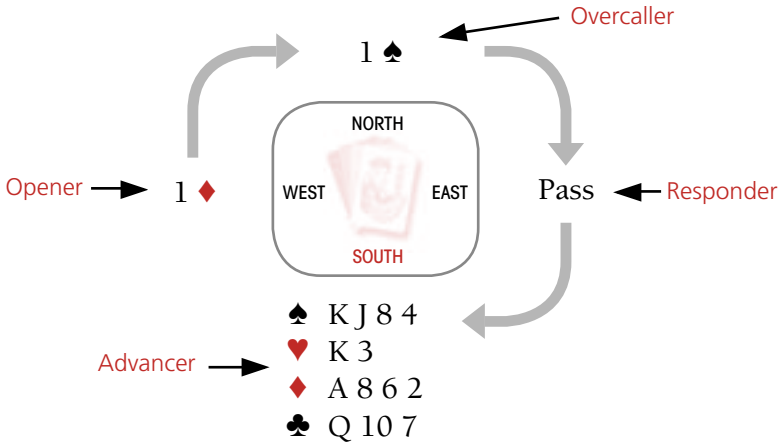 Overcaller
1 ♠
NORTH
Opener
1 ♦
WEST
EAST
Pass
Responder
SOUTH
♠ K J 8 4
♥ K 3
Advancer
♦ A 8 6 2
♣ Q 10 7